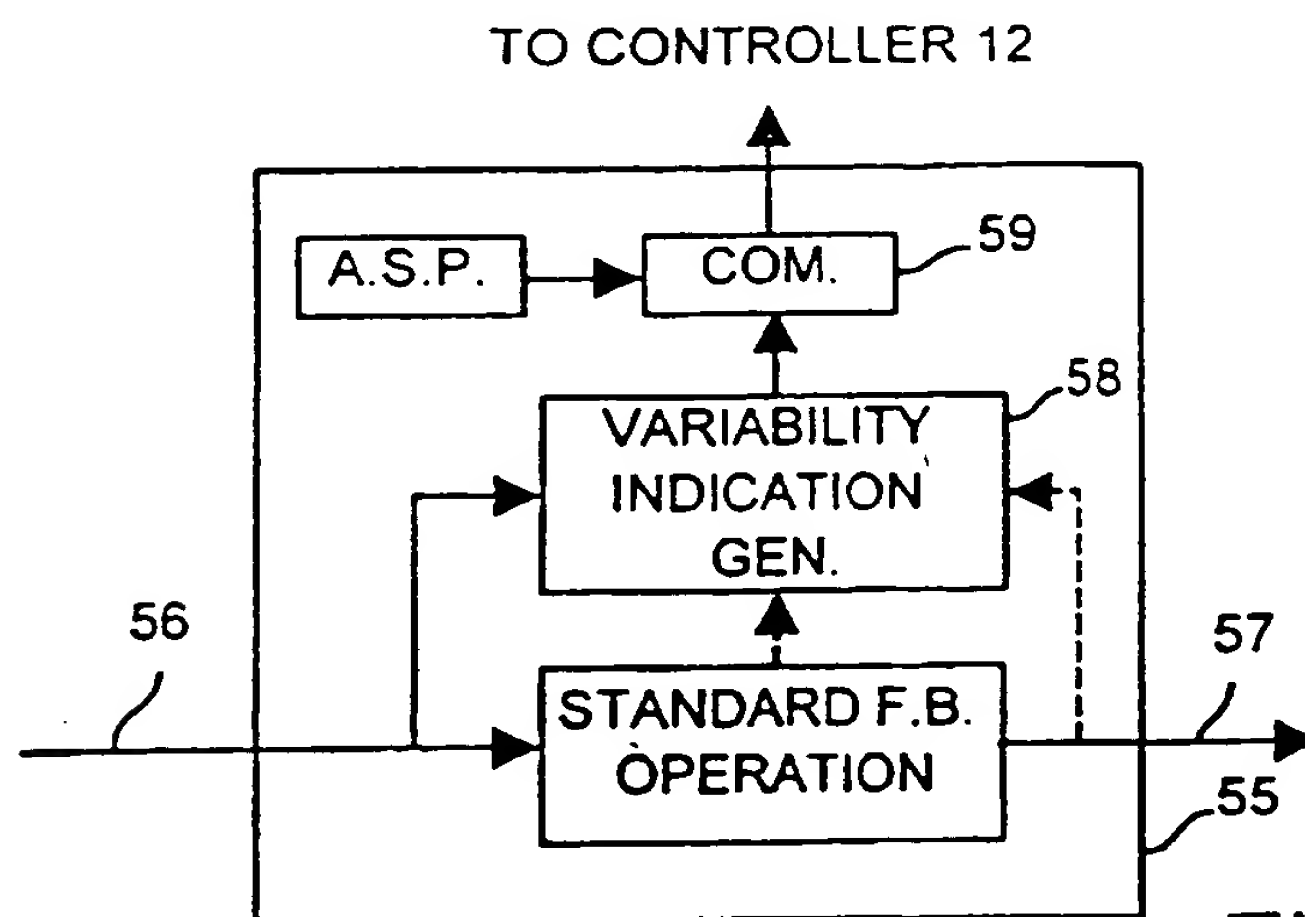 TO CONTROLLER 12
A.S.P.
COM.
59
58
VARIABILITY
INDICATION
GEN.
56
57
STANDARD F.B.
OPERATION
55